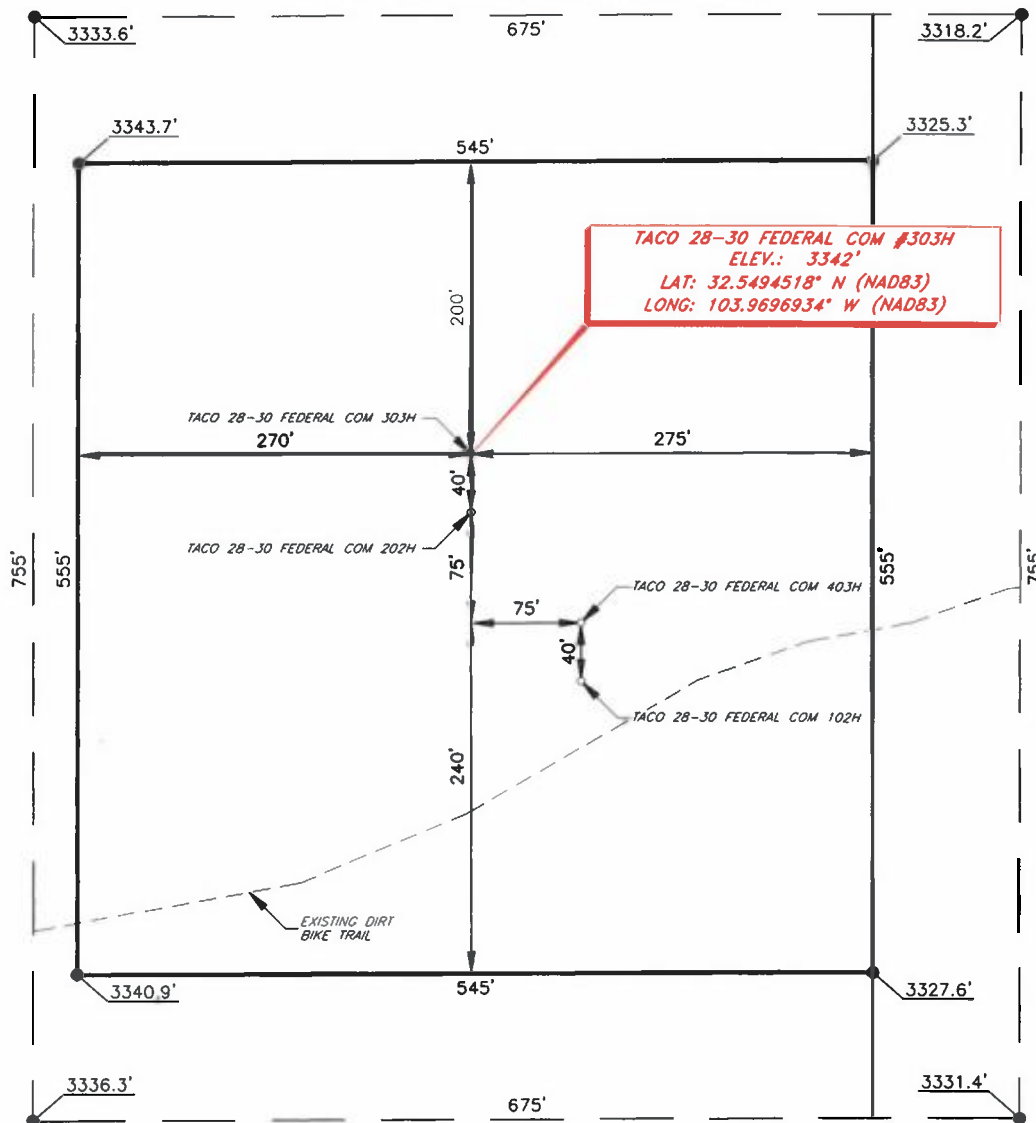 3333.6'
675'
3318.2'
3343.7'
545'
3325.3'
TACO 28-30 FEDERAL COM #303H
ELEV.: 3342'
LAT: 32.5494518° N (NAD83)
LONG: 103.9696934° W (NAD83)
200'
TACO 28-30 FEDERAL COM 303H
270'
275'
40'
TACO 28-30 FEDERAL COM 202H
755'
555'
75'
555'
755'
75'
TACO 28-30 FEDERAL COM 403H
40'
TACO 28-30 FEDERAL COM 102H
240'
EXISTING DIRT
BIKE TRAIL
3340.9'
545'
3327.6'
3336.3'
675'
3331.4'